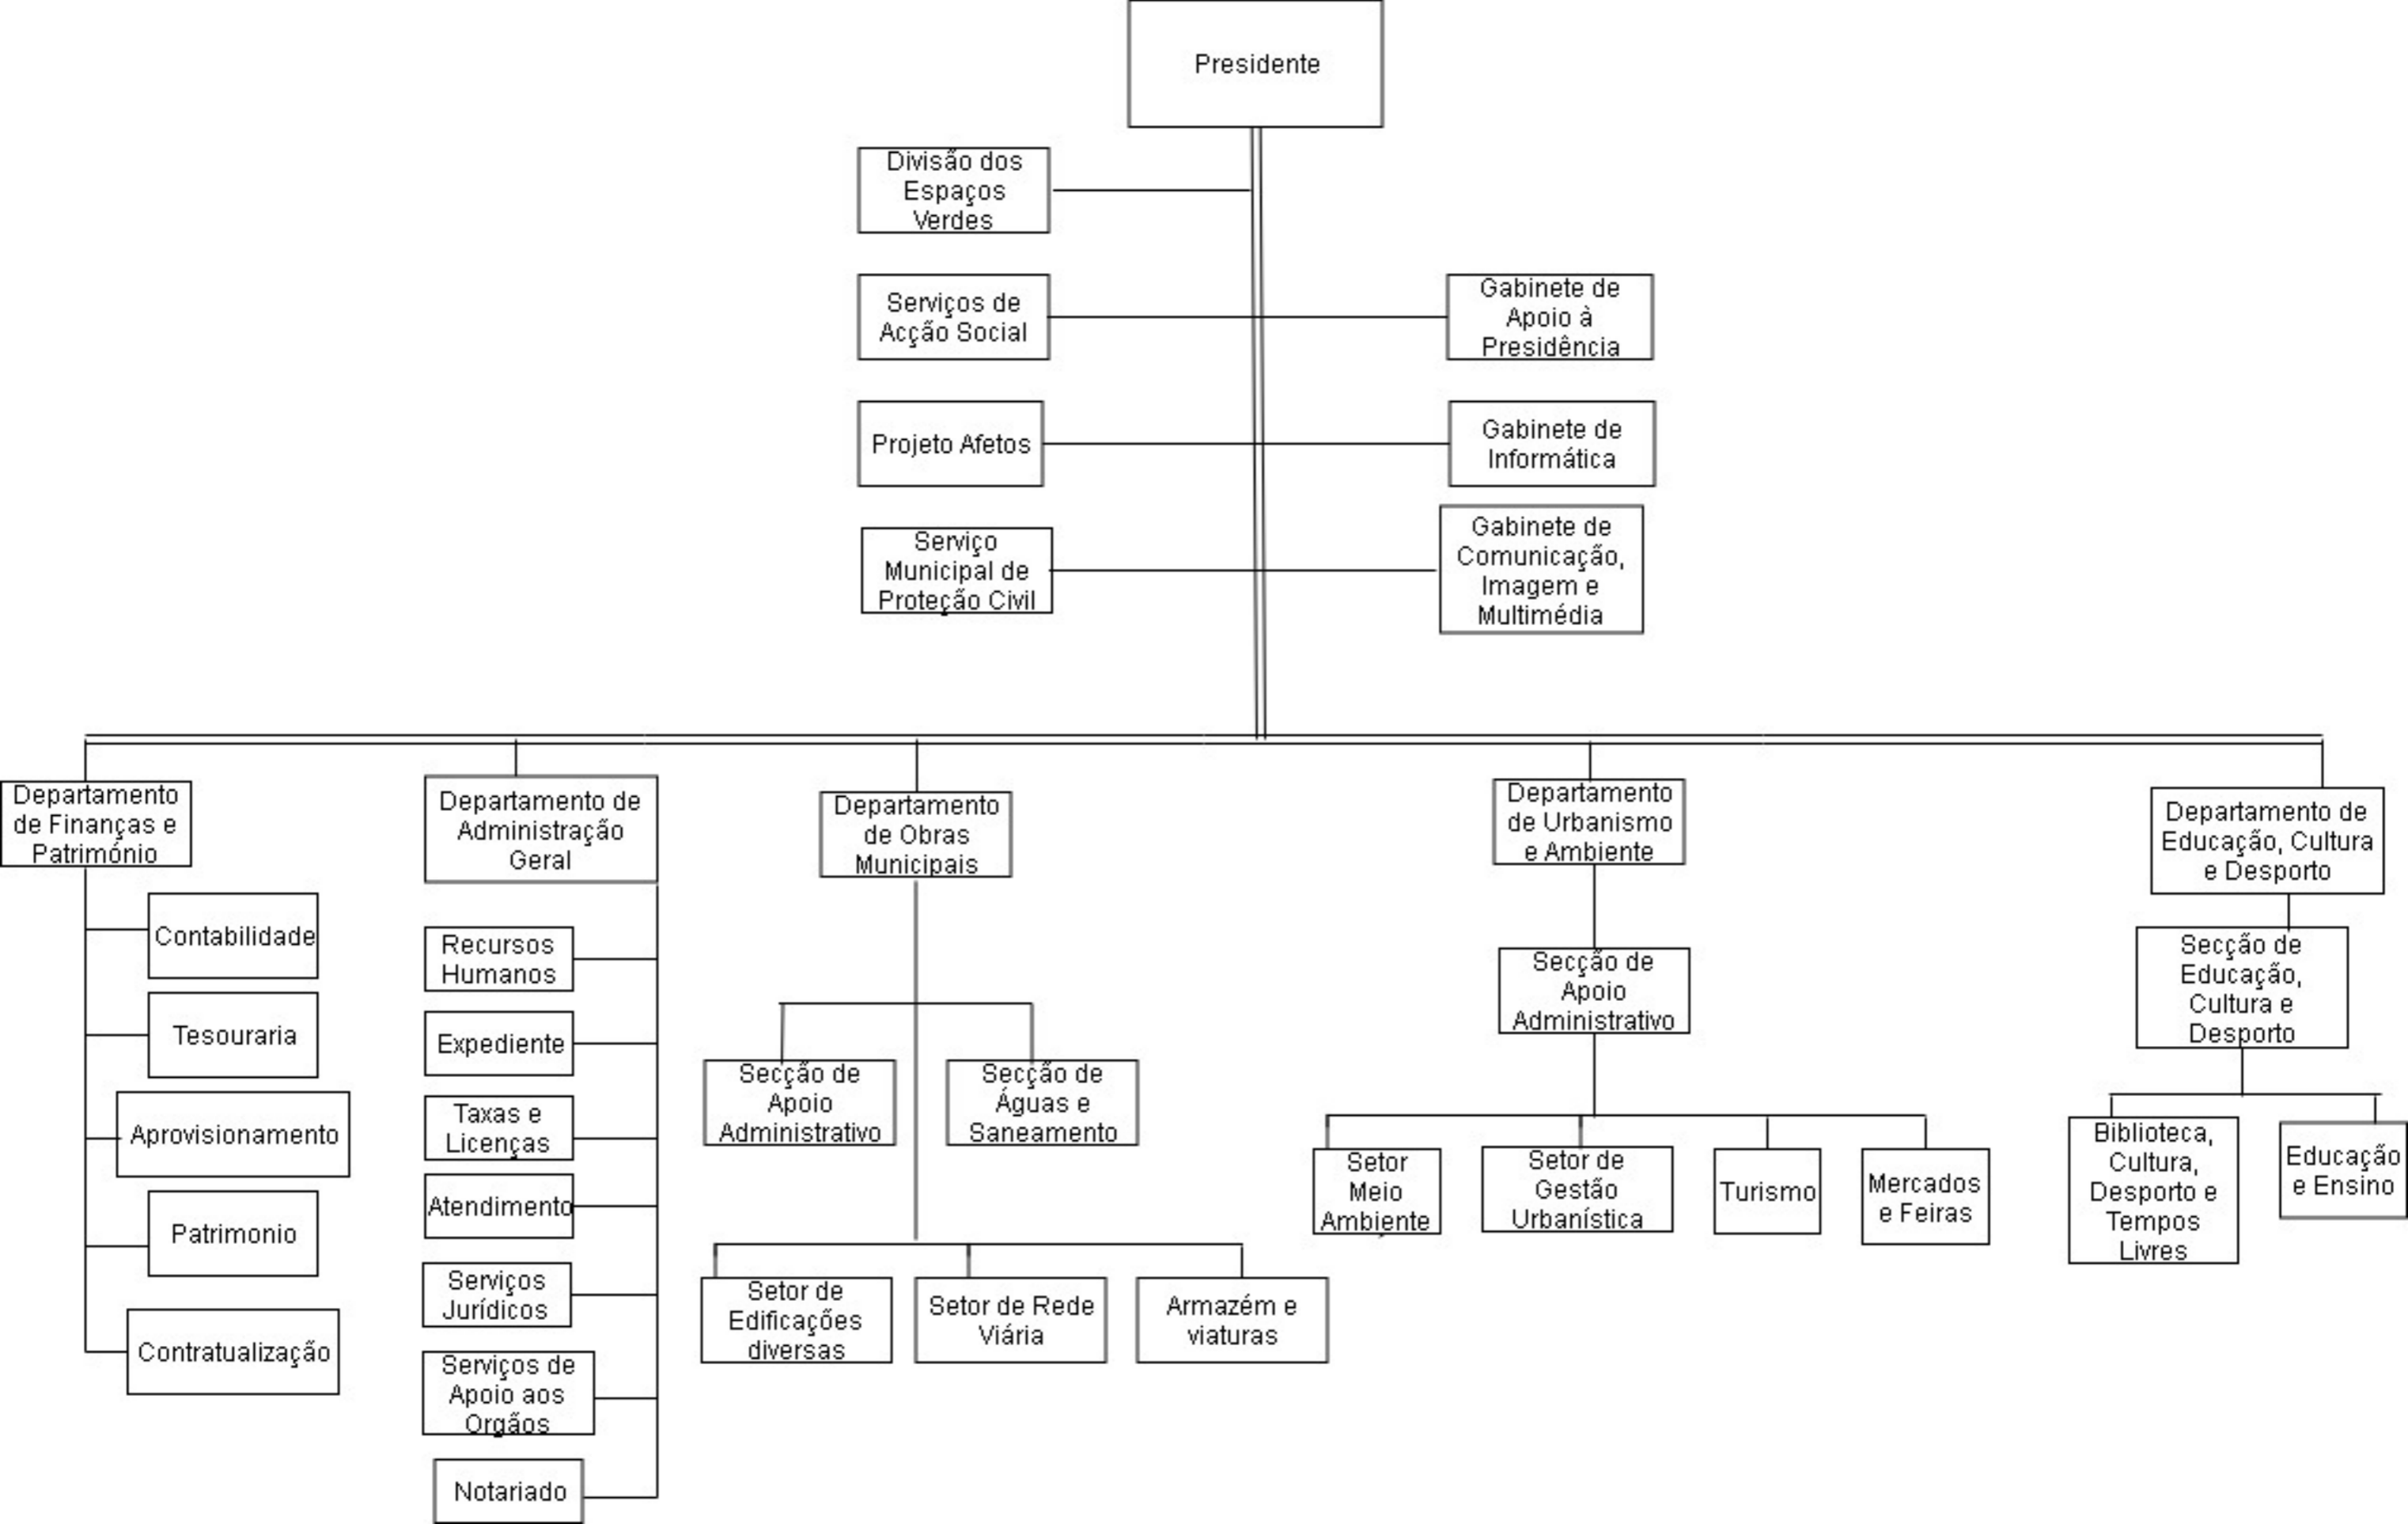 Presidente
Divisão dos
Espaços
Verdes
Serviços de
Acção Social
Gabinete de
Apoio à
Presidência
Projeto Afetos
Gabinete de
Informática
Serviço
Municipal de
Proteção Civil
Gabinete de
Comunicação,
Imagem e
Multimédia
Departamento
de Finanças e
Património
Contabilidade
Tesouraria
Aprovisionamento
Patrimonio
Contratualização
Departamento de
Administração
Geral
Recursos
Humanos
Expediente
Taxas e
Licenças
Atendimento
Serviços
Jurídicos
Serviços de
Apoio aos
Orgãos
Notariado
Departamento
de Obras
Municipais
Secção de
Apoio
Administrativo
Secção de
Águas e
Saneamento
Setor de
Edificações
diversas
Setor de Rede
Viária
Armazém e
viaturas
Departamento
de Urbanismo
e Ambiente
Secção de
Apoio
Administrativo
Setor
Meio
Ambiente
Setor de
Gestão
Urbanística
Turismo
Mercados
e Feiras
Departamento de
Educação, Cultura
e Desporto
Secção de
Educação,
Cultura e
Desporto
Biblioteca,
Cultura,
Desporto e
Tempos
Livres
Educação
e Ensino